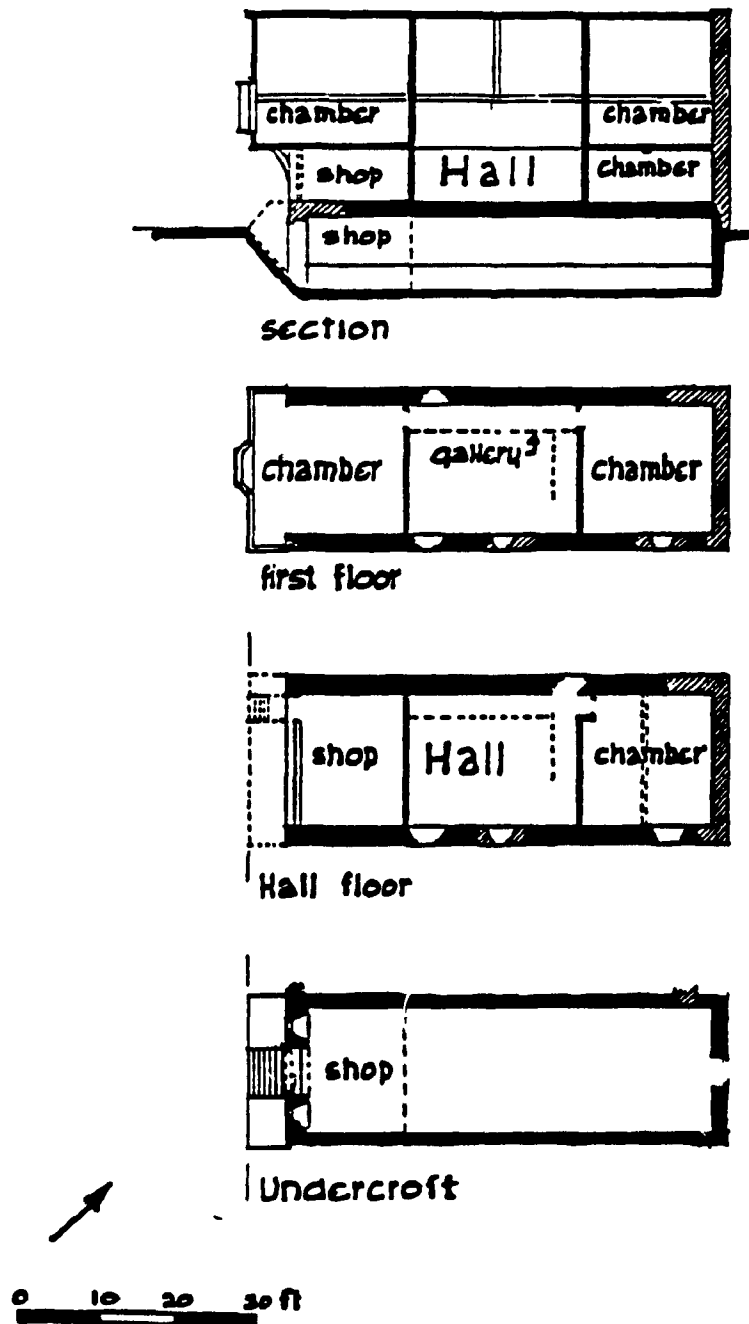 chamber chamber
shop Hall chamber
shop
section
chamber gallery? chamber
first floor
shop Hall chamber
Hall floor
shop
Undercroft
0 10 20 30 ft